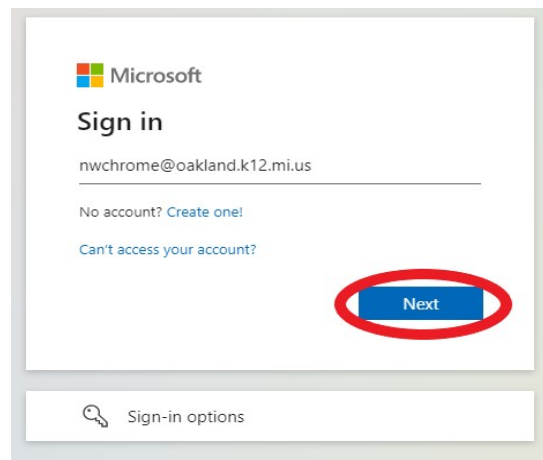 Microsoft
Sign in
nwchrome@oakland.k12.mi.us
No account? Create one!
Can't access your account?
Next
Sign-in options